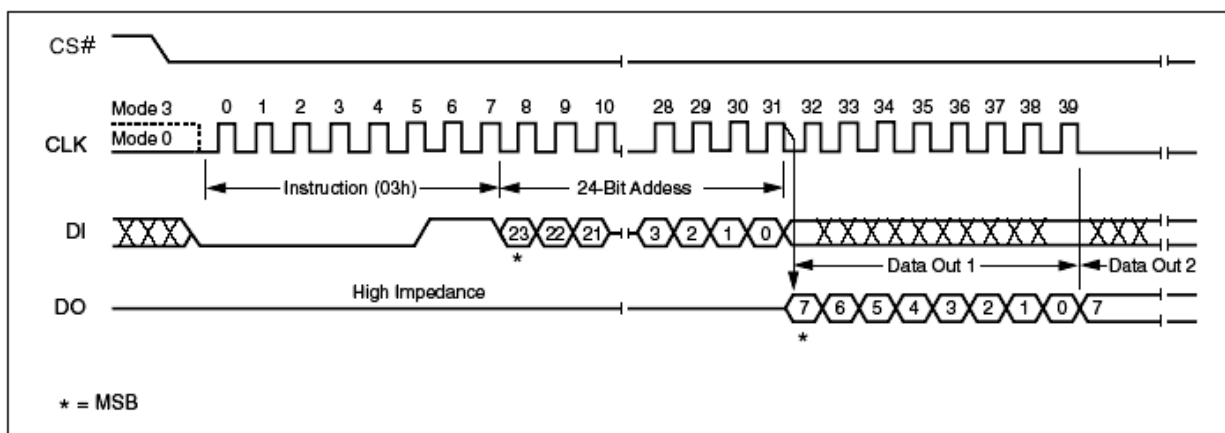 CS#
Mode 3 0 1 2 3 4 5 6 7 8 9 10 28 29 30 31 32 33 34 35 36 37 38 39
CLK Mode 0
Instruction (03h) 24-Bit Addess
DI 23 22 21 3 2 1 0
* Data Out 1 Data Out 2
High Impedance
DO 7 6 5 4 3 2 1 0 7
*
* = MSB